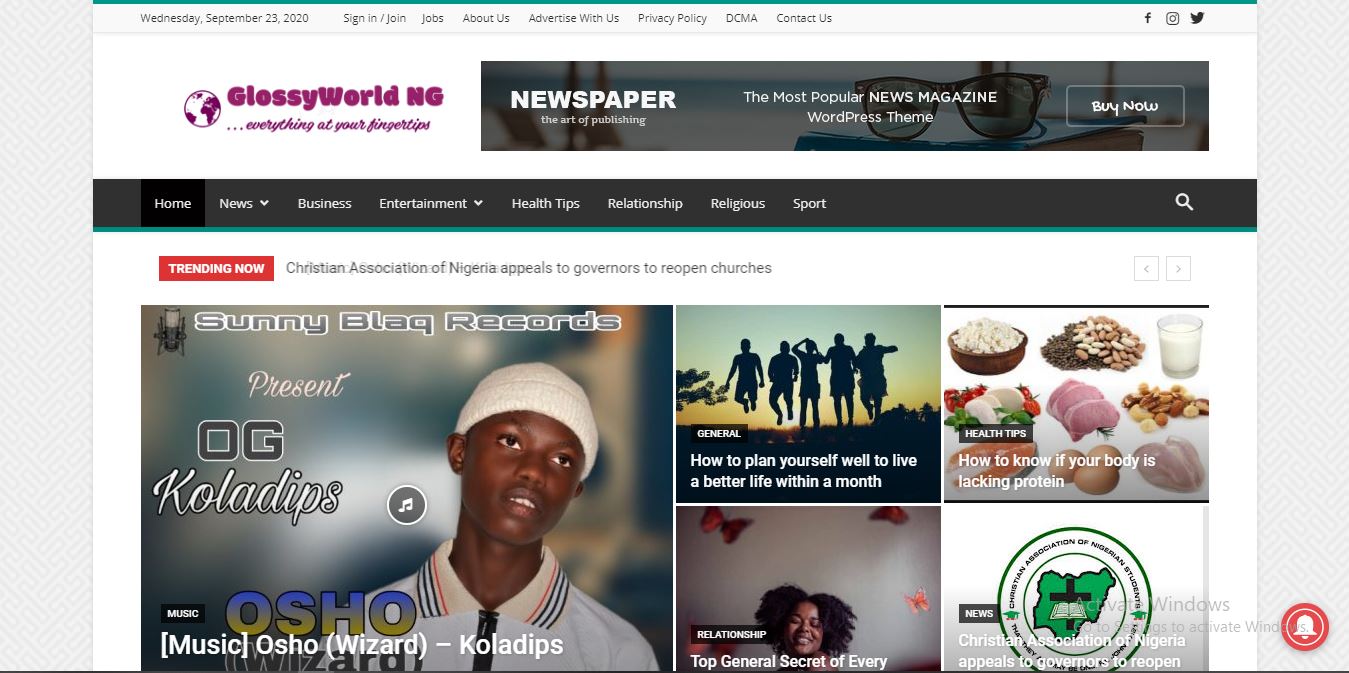 Wednesday, September 23, 2020 Sign in / Join Jobs About Us Advertise With Us Privacy Policy DCMA Contact Us
GlossyWorld NG
...everything at your fingertips
NEWSPAPER
the art of publishing
The Most Popular NEWS MAGAZINE
WordPress Theme
Buy Now
Home News Business Entertainment Health Tips Relationship Religious Sport
TRENDING NOW Christian Association of Nigeria appeals to governors to reopen churches
Sunny Blaq Records
Present
OG
Koladips
OSHO
(Wizard)
MUSIC
[Music] Osho (Wizard) – Koladips
GENERAL
How to plan yourself well to live
a better life within a month
HEALTH TIPS
How to know if your body is
lacking protein
RELATIONSHIP
Top General Secret of Every
CHRISTIAN ASSOCIATION OF NIGERIAN STUDENTS
NEWS
Christian Association of Nigeria
appeals to governors to reopen
Activate Windows
Go to Settings to activate Windows.